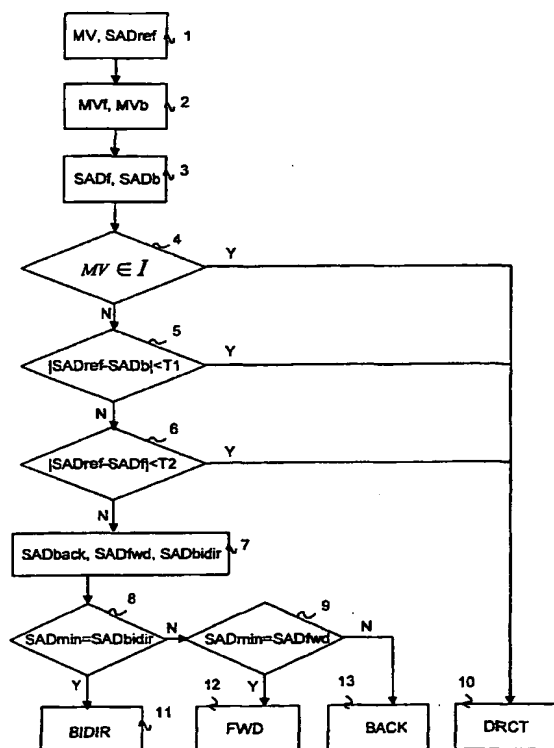 MV, SADref 1
MVf, MVb 2
SADf, SADb 3
4
MV ∈ I Y
N
5
|SADref-SADb|<T1 Y
N
6
|SADref-SADf|<T2 Y
N
SADback, SADfwd, SADbidir 7
8 9
SADmin=SADbidir N SADmin=SADfwd N
Y Y
11 12 13 10
BIDIR FWD BACK DRCT